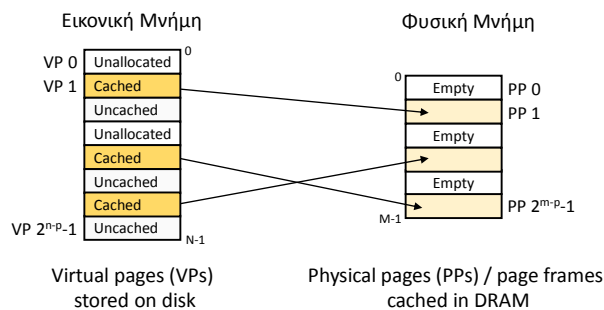 Εικονική Μνήμη
0
VP 0
Unallocated
VP 1
Cached
Uncached
Unallocated
Cached
Uncached
Cached
VP 2ⁿ⁻ᵖ-1
Uncached
N-1
Virtual pages (VPs)
stored on disk
Φυσική Μνήμη
0
Empty
PP 0
PP 1
Empty
Empty
M-1
PP 2ᵐ⁻ᵖ-1
Physical pages (PPs) / page frames
cached in DRAM